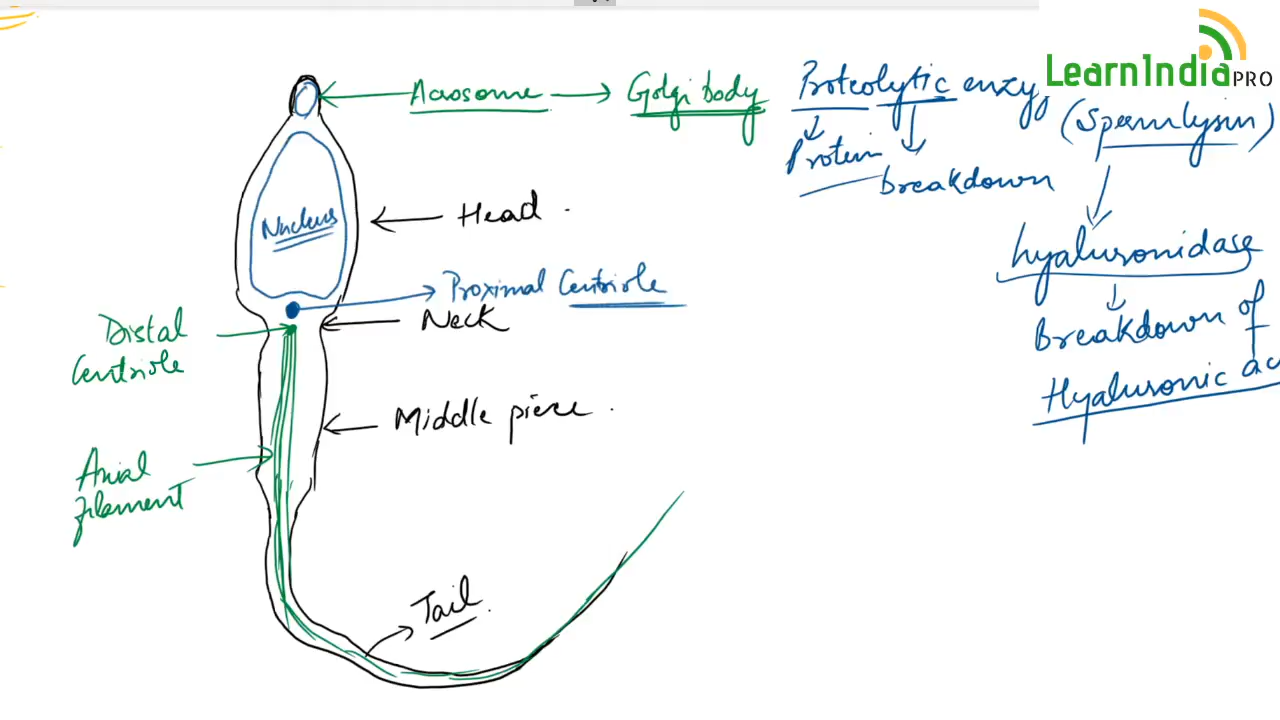 LearnIndia PRO
Acrosome
Golgi body
Proteolytic enzy
(Spermlysin)
Protein
breakdown
Nucleus
Head
hyaluronidase
Proximal Centriole
Neck
Distal
Centriole
Breakdown of
Hyaluronic ac
Middle piece
Axial
filament
Tail